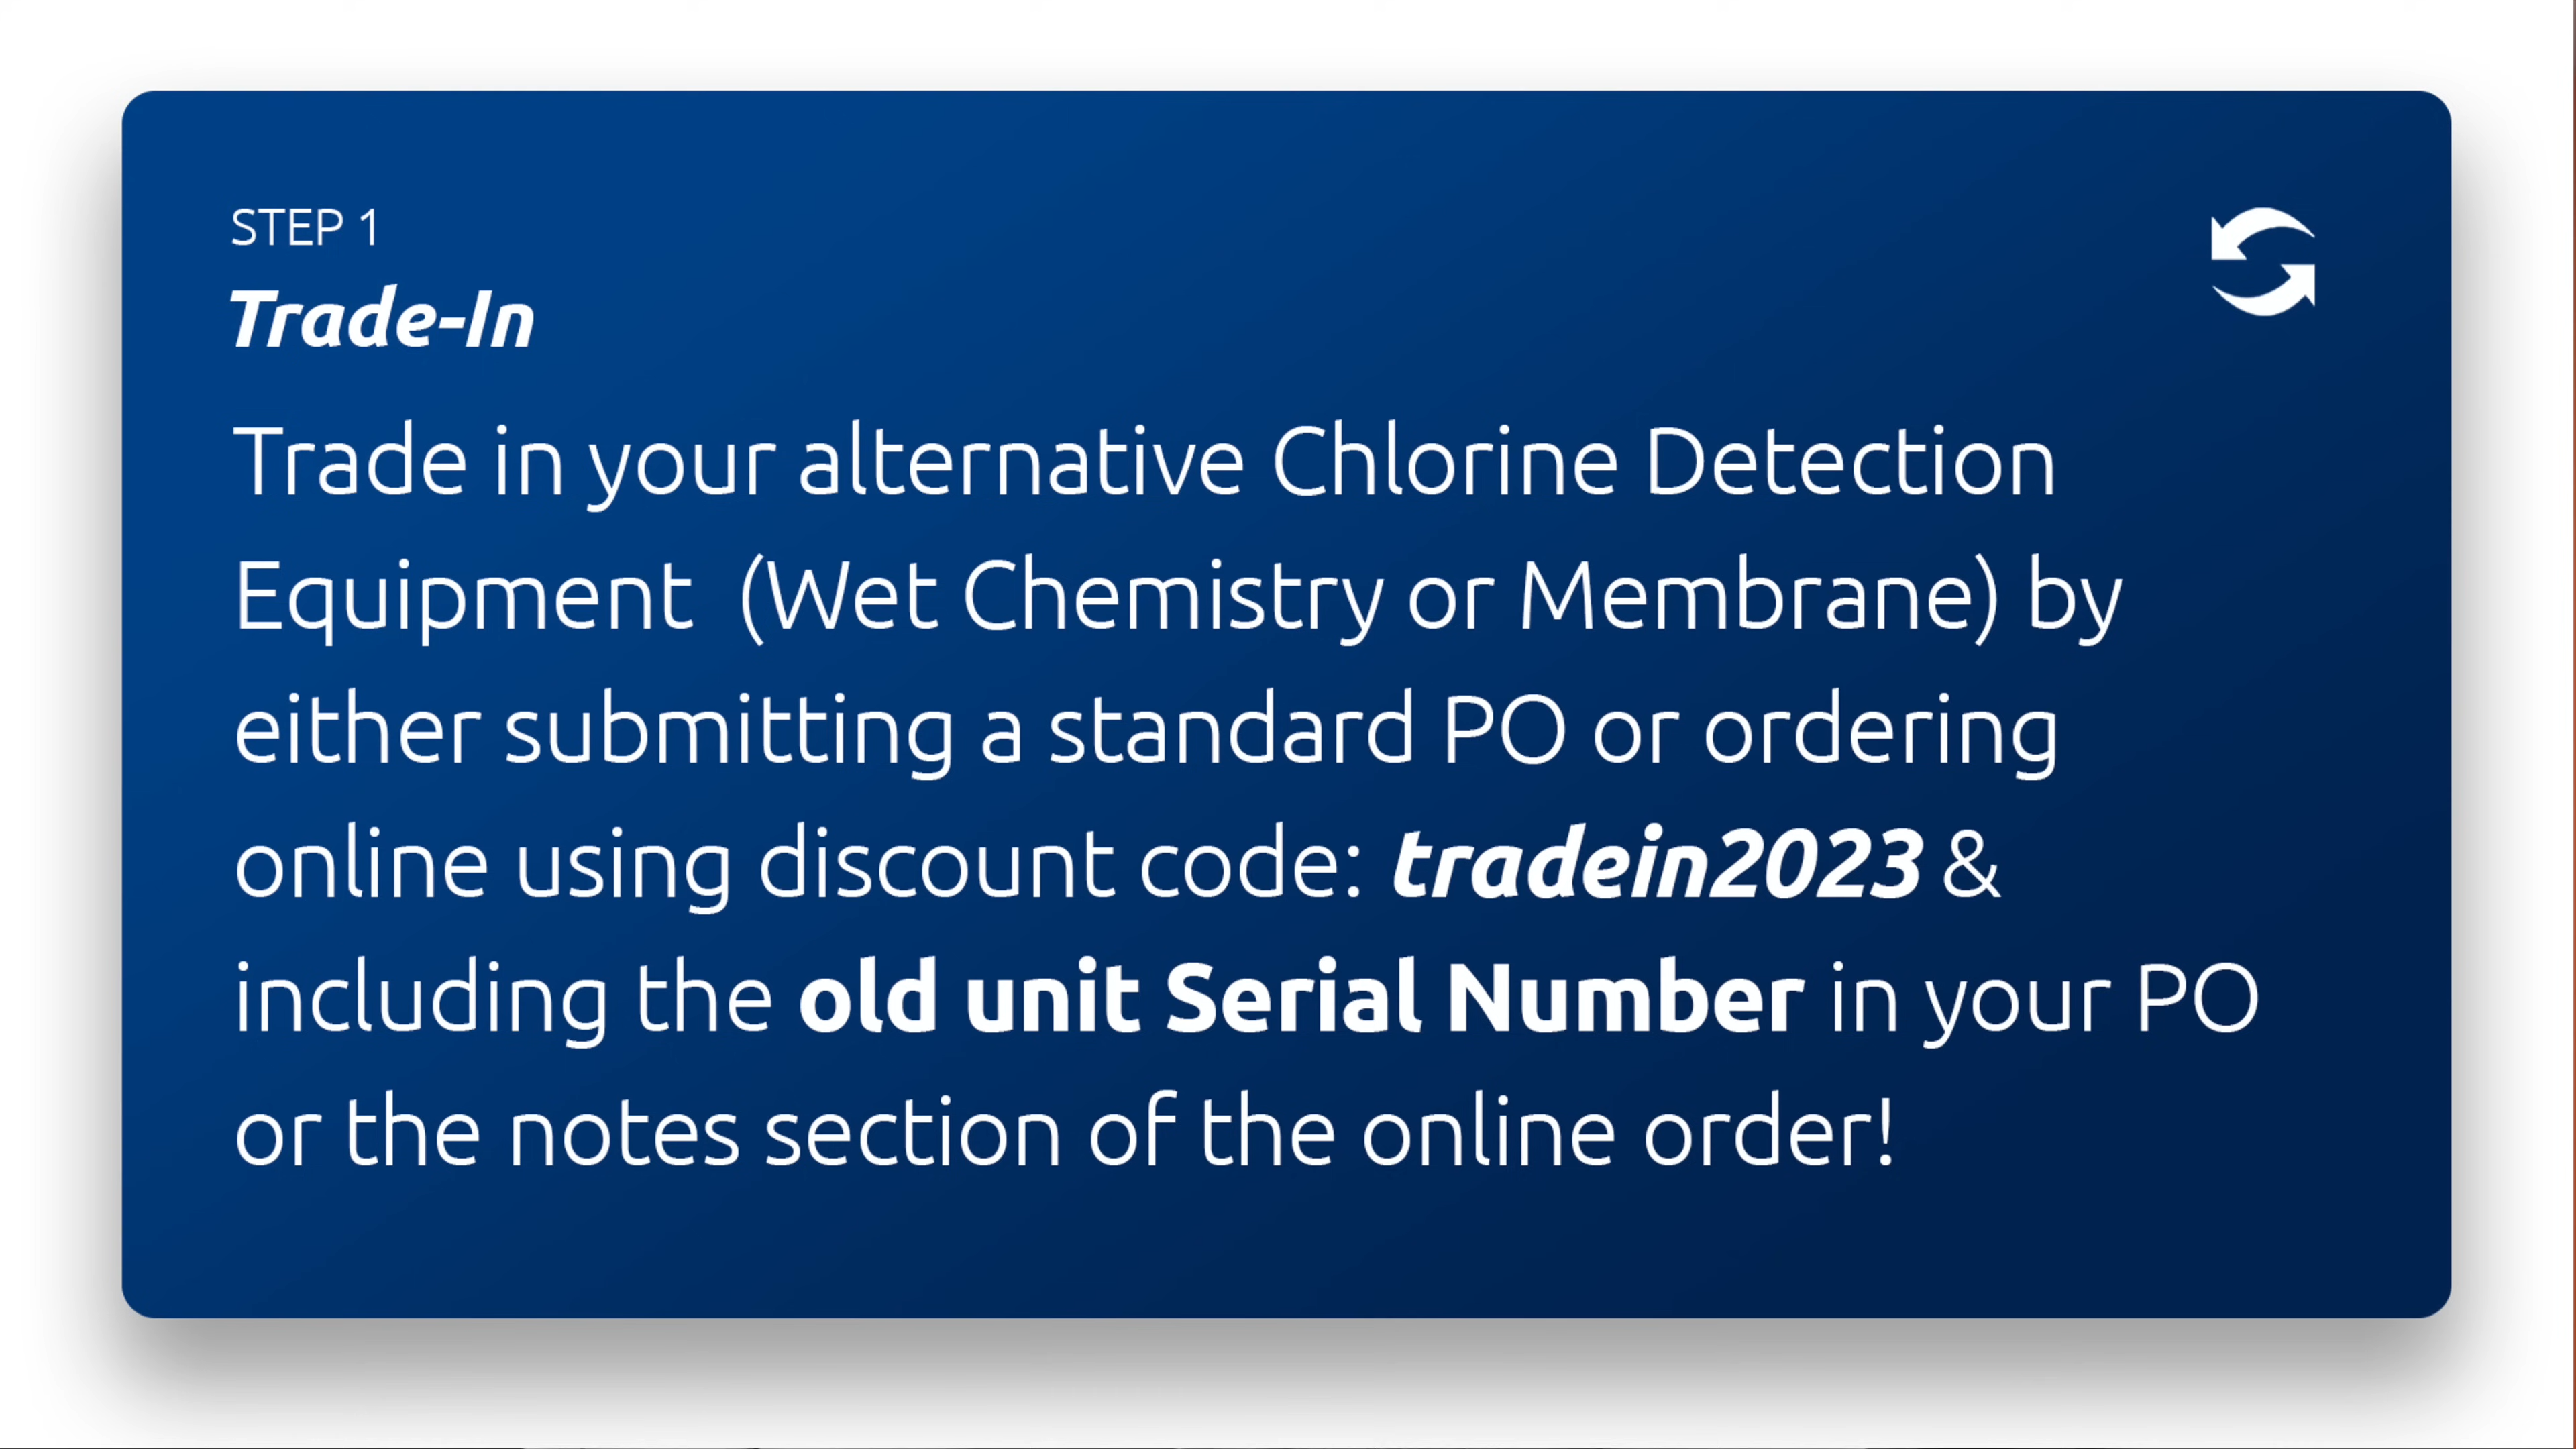 STEP 1
Trade-In
Trade in your alternative Chlorine Detection
Equipment  (Wet Chemistry or Membrane) by
either submitting a standard PO or ordering
online using discount code: tradein2023 &
including the old unit Serial Number in your PO
or the notes section of the online order!